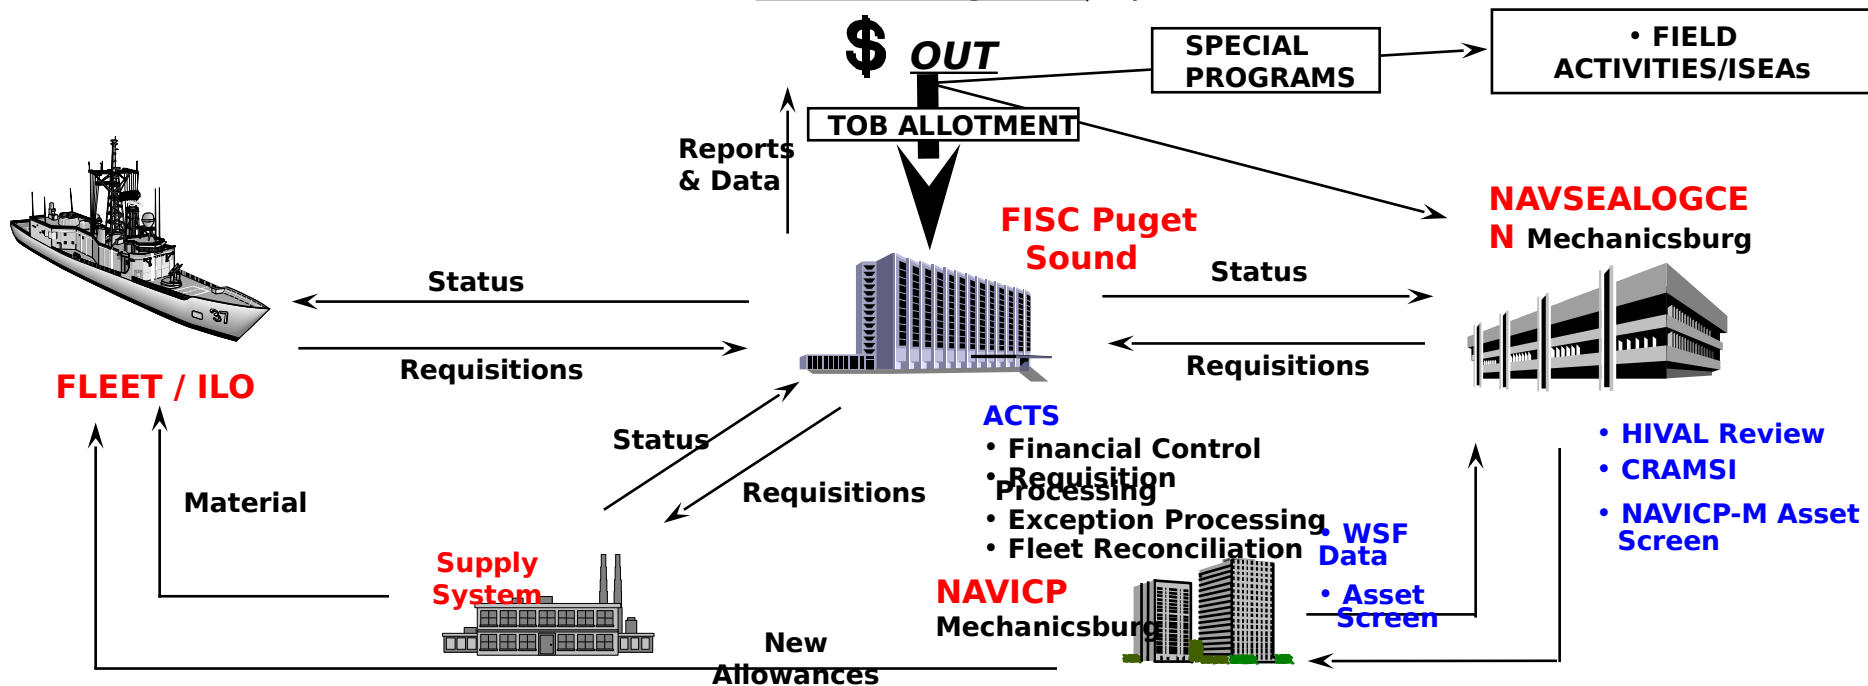 $ OUT
SPECIAL
PROGRAMS
• FIELD
ACTIVITIES/ISEAs
TOB ALLOTMENT
Reports
& Data
FISC Puget
Sound
NAVSEALOGCE
N Mechanicsburg
37
Status
Requisitions
Status
Requisitions
FLEET / ILO
Status
Requisitions
Material
ACTS
• Financial Control
• Requisition
Processing
• Exception Processing
• Fleet Reconciliation
• HIVAL Review
• CRAMSI
• NAVICP-M Asset
Screen
• WSF
Data
• Asset
Screen
Supply
System
NAVICP
Mechanicsburg
New
Allowances